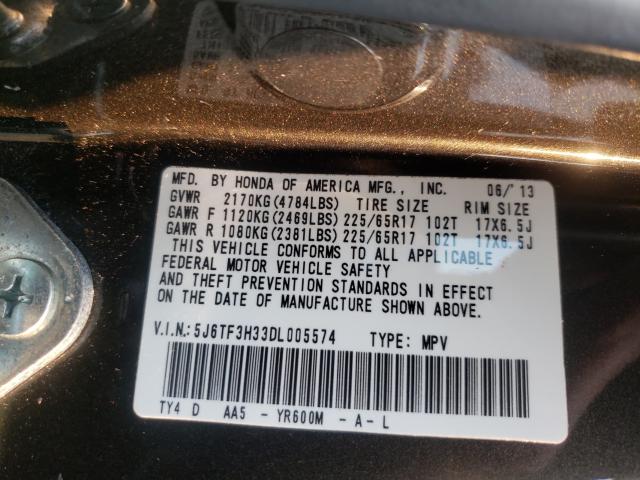 MFD. BY HONDA OF AMERICA MFG., INC. 06/'13
GVWR 2170KG(4784LBS) TIRE SIZE RIM SIZE
GAWR F 1120KG(2469LBS) 225/65R17 102T 17X6.5J
GAWR R 1080KG(2381LBS) 225/65R17 102T 17X6.5J
THIS VEHICLE CONFORMS TO ALL APPLICABLE
FEDERAL MOTOR VEHICLE SAFETY
AND THEFT PREVENTION STANDARDS IN EFFECT
ON THE DATE OF MANUFACTURE SHOWN ABOVE.
V.I.N.:5J6TF3H33DL005574 TYPE: MPV
TY4 D AA5 - YR600M - A - L